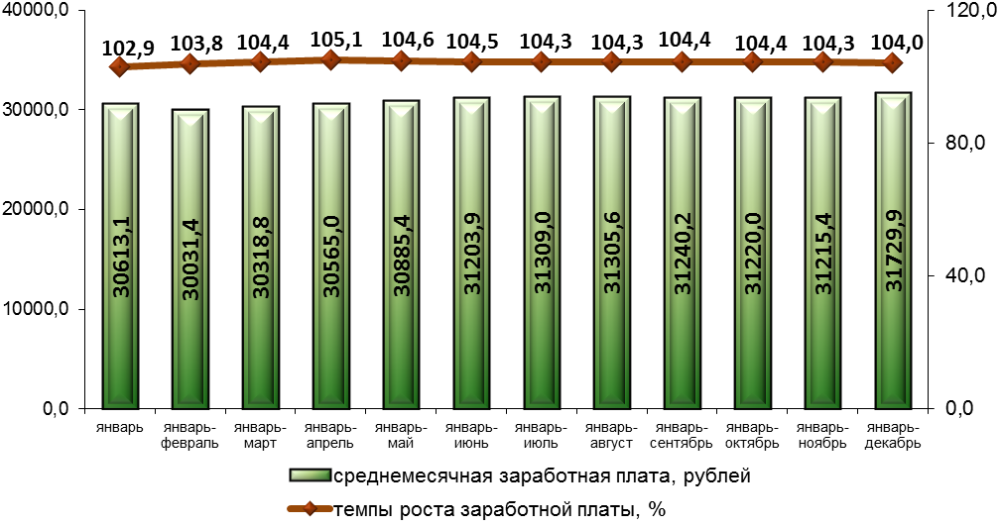 40000,0
30000,0
20000,0
10000,0
0,0
120,0
80,0
40,0
0,0
102,9 103,8 104,4 105,1 104,6 104,5 104,3 104,3 104,4 104,4 104,3 104,0
30613,1
30031,4
30318,8
30565,0
30885,4
31203,9
31309,0
31305,6
31240,2
31220,0
31215,4
31729,9
январь
январь-
февраль
январь-
март
январь-
апрель
январь-
май
январь-
июнь
январь-
июль
январь-
август
январь-
сентябрь
январь-
октябрь
январь-
ноябрь
январь-
декабрь
среднемесячная заработная плата, рублей
темпы роста заработной платы, %